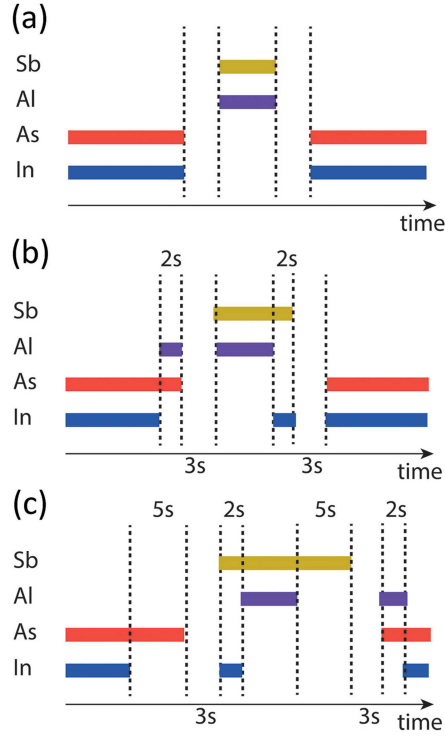 (a)
Sb
Al
As
In
time
(b)
2s 2s
Sb
Al
As
In
3s 3s
time
(c)
5s 2s 5s 2s
Sb
Al
As
In
3s 3s
time